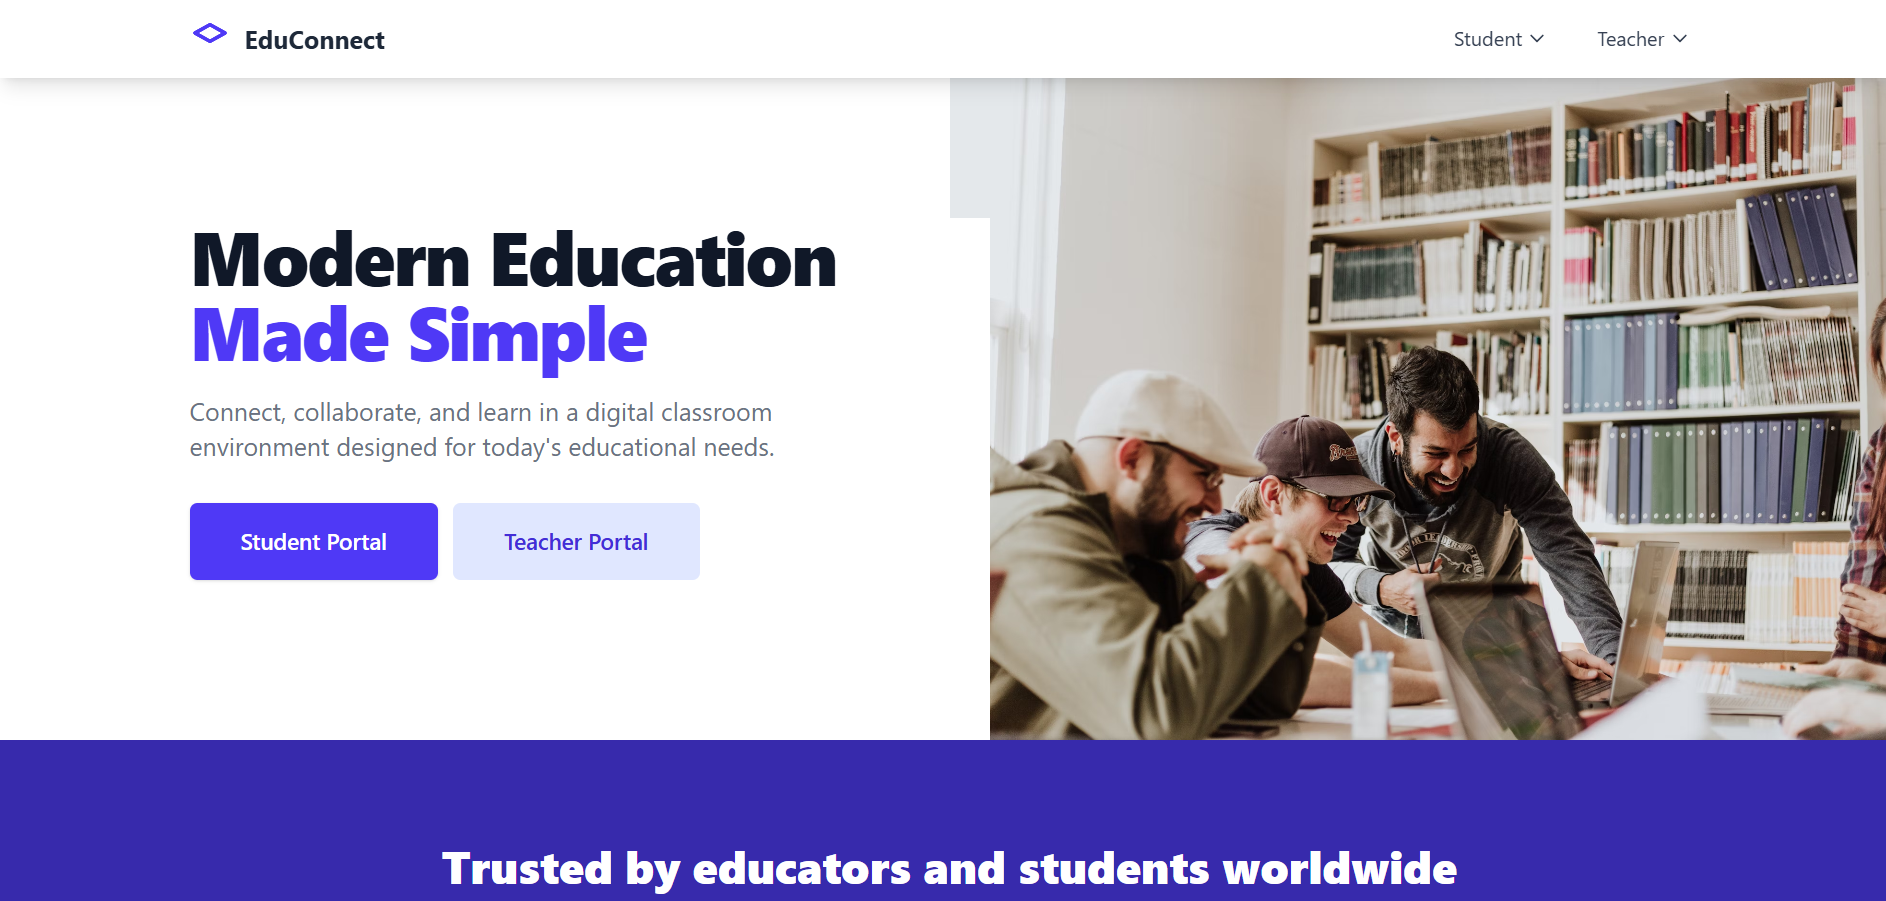 EduConnect
Student
Teacher
Modern Education
Made Simple
Connect, collaborate, and learn in a digital classroom
environment designed for today's educational needs.
Student Portal
Teacher Portal
Trusted by educators and students worldwide